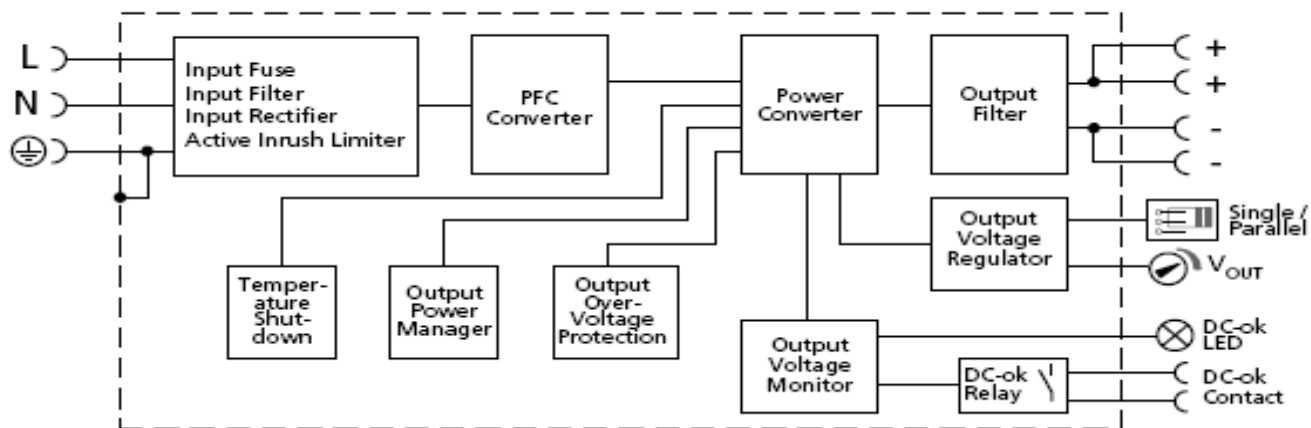 L
N
Input Fuse
Input Filter
Input Rectifier
Active Inrush Limiter
PFC
Converter
Power
Converter
Output
Filter
+
+
-
-
Output
Voltage
Regulator
Single /
Parallel
VOUT
Temper-
ature
Shut-
down
Output
Power
Manager
Output
Over-
Voltage
Protection
Output
Voltage
Monitor
DC-ok
Relay
DC-ok
LED
DC-ok
Contact